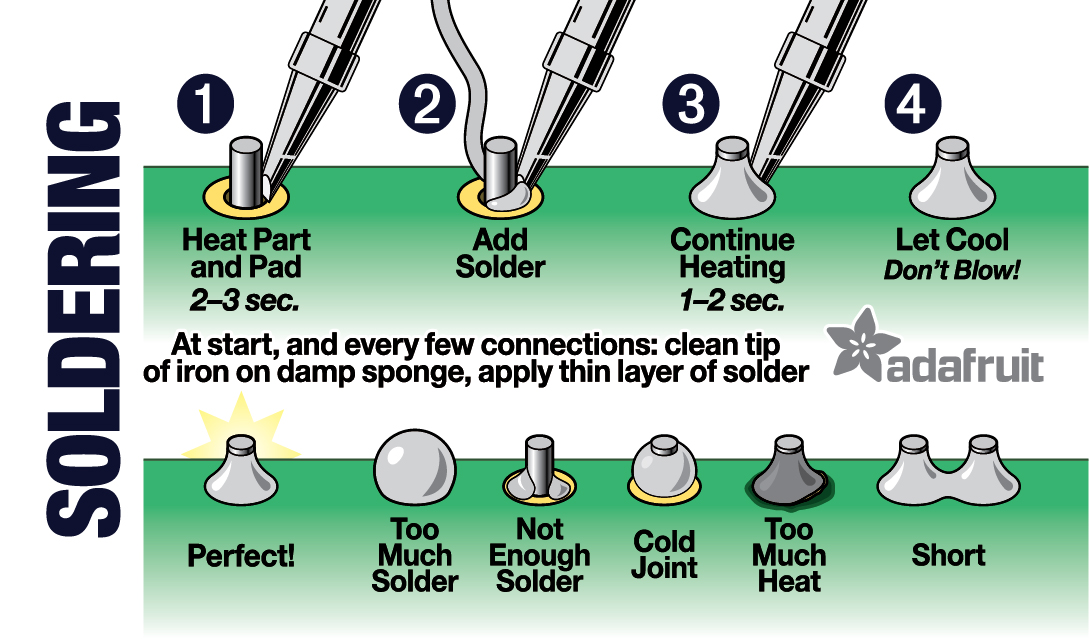 SOLDERING
1
2
3
4
Heat Part
and Pad
2–3 sec.
Add
Solder
Continue
Heating
1–2 sec.
Let Cool
Don't Blow!
At start, and every few connections: clean tip
of iron on damp sponge, apply thin layer of solder
adafruit
Perfect!
Too
Much
Solder
Not
Enough
Solder
Cold
Joint
Too
Much
Heat
Short